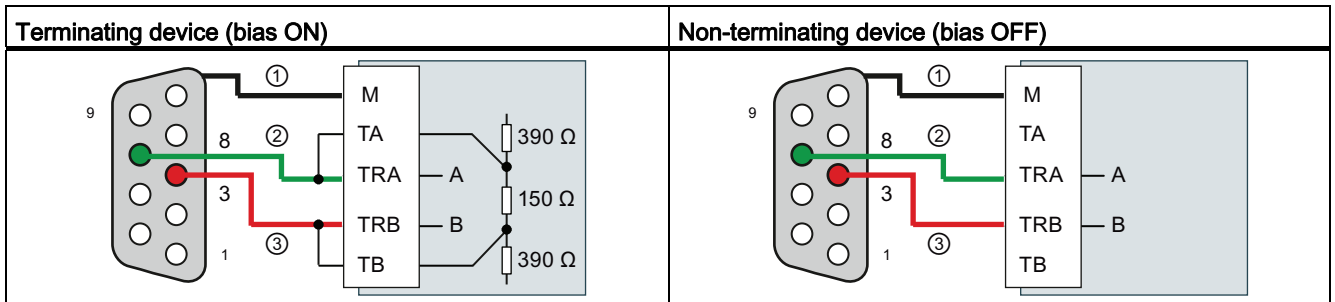 Terminating device (bias ON)
Non-terminating device (bias OFF)
①
M
9
8
②
TA
390 Ω
TRA
A
3
150 Ω
TRB
B
③
1
TB
390 Ω
①
M
9
8
②
TA
TRA
A
3
TRB
B
③
1
TB